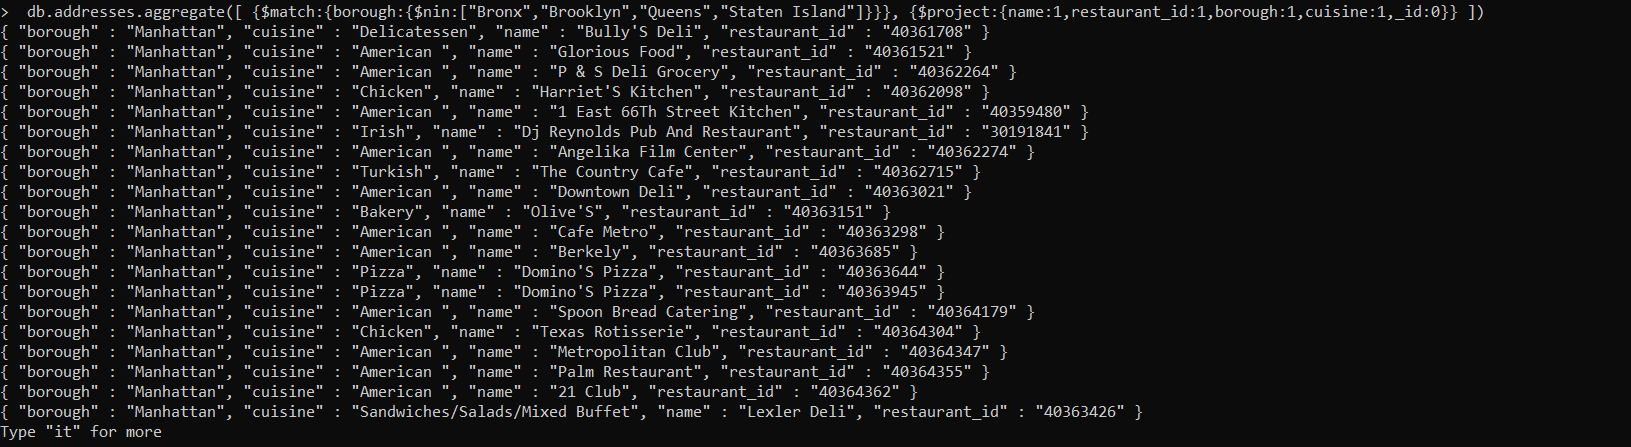 >  db.addresses.aggregate([ {$match:{borough:{$nin:["Bronx","Brooklyn","Queens","Staten Island"]}}}, {$project:{name:1,restaurant_id:1,borough:1,cuisine:1,_id:0}} ])
{ "borough" : "Manhattan", "cuisine" : "Delicatessen", "name" : "Bully'S Deli", "restaurant_id" : "40361708" }
{ "borough" : "Manhattan", "cuisine" : "American ", "name" : "Glorious Food", "restaurant_id" : "40361521" }
{ "borough" : "Manhattan", "cuisine" : "American ", "name" : "P & S Deli Grocery", "restaurant_id" : "40362264" }
{ "borough" : "Manhattan", "cuisine" : "Chicken", "name" : "Harriet'S Kitchen", "restaurant_id" : "40362098" }
{ "borough" : "Manhattan", "cuisine" : "American ", "name" : "1 East 66Th Street Kitchen", "restaurant_id" : "40359480" }
{ "borough" : "Manhattan", "cuisine" : "Irish", "name" : "Dj Reynolds Pub And Restaurant", "restaurant_id" : "30191841" }
{ "borough" : "Manhattan", "cuisine" : "American ", "name" : "Angelika Film Center", "restaurant_id" : "40362274" }
{ "borough" : "Manhattan", "cuisine" : "Turkish", "name" : "The Country Cafe", "restaurant_id" : "40362715" }
{ "borough" : "Manhattan", "cuisine" : "American ", "name" : "Downtown Deli", "restaurant_id" : "40363021" }
{ "borough" : "Manhattan", "cuisine" : "Bakery", "name" : "Olive'S", "restaurant_id" : "40363151" }
{ "borough" : "Manhattan", "cuisine" : "American ", "name" : "Cafe Metro", "restaurant_id" : "40363298" }
{ "borough" : "Manhattan", "cuisine" : "American ", "name" : "Berkely", "restaurant_id" : "40363685" }
{ "borough" : "Manhattan", "cuisine" : "Pizza", "name" : "Domino'S Pizza", "restaurant_id" : "40363644" }
{ "borough" : "Manhattan", "cuisine" : "Pizza", "name" : "Domino'S Pizza", "restaurant_id" : "40363945" }
{ "borough" : "Manhattan", "cuisine" : "American ", "name" : "Spoon Bread Catering", "restaurant_id" : "40364179" }
{ "borough" : "Manhattan", "cuisine" : "Chicken", "name" : "Texas Rotisserie", "restaurant_id" : "40364304" }
{ "borough" : "Manhattan", "cuisine" : "American ", "name" : "Metropolitan Club", "restaurant_id" : "40364347" }
{ "borough" : "Manhattan", "cuisine" : "American ", "name" : "Palm Restaurant", "restaurant_id" : "40364355" }
{ "borough" : "Manhattan", "cuisine" : "American ", "name" : "21 Club", "restaurant_id" : "40364362" }
{ "borough" : "Manhattan", "cuisine" : "Sandwiches/Salads/Mixed Buffet", "name" : "Lexler Deli", "restaurant_id" : "40363426" }
Type "it" for more